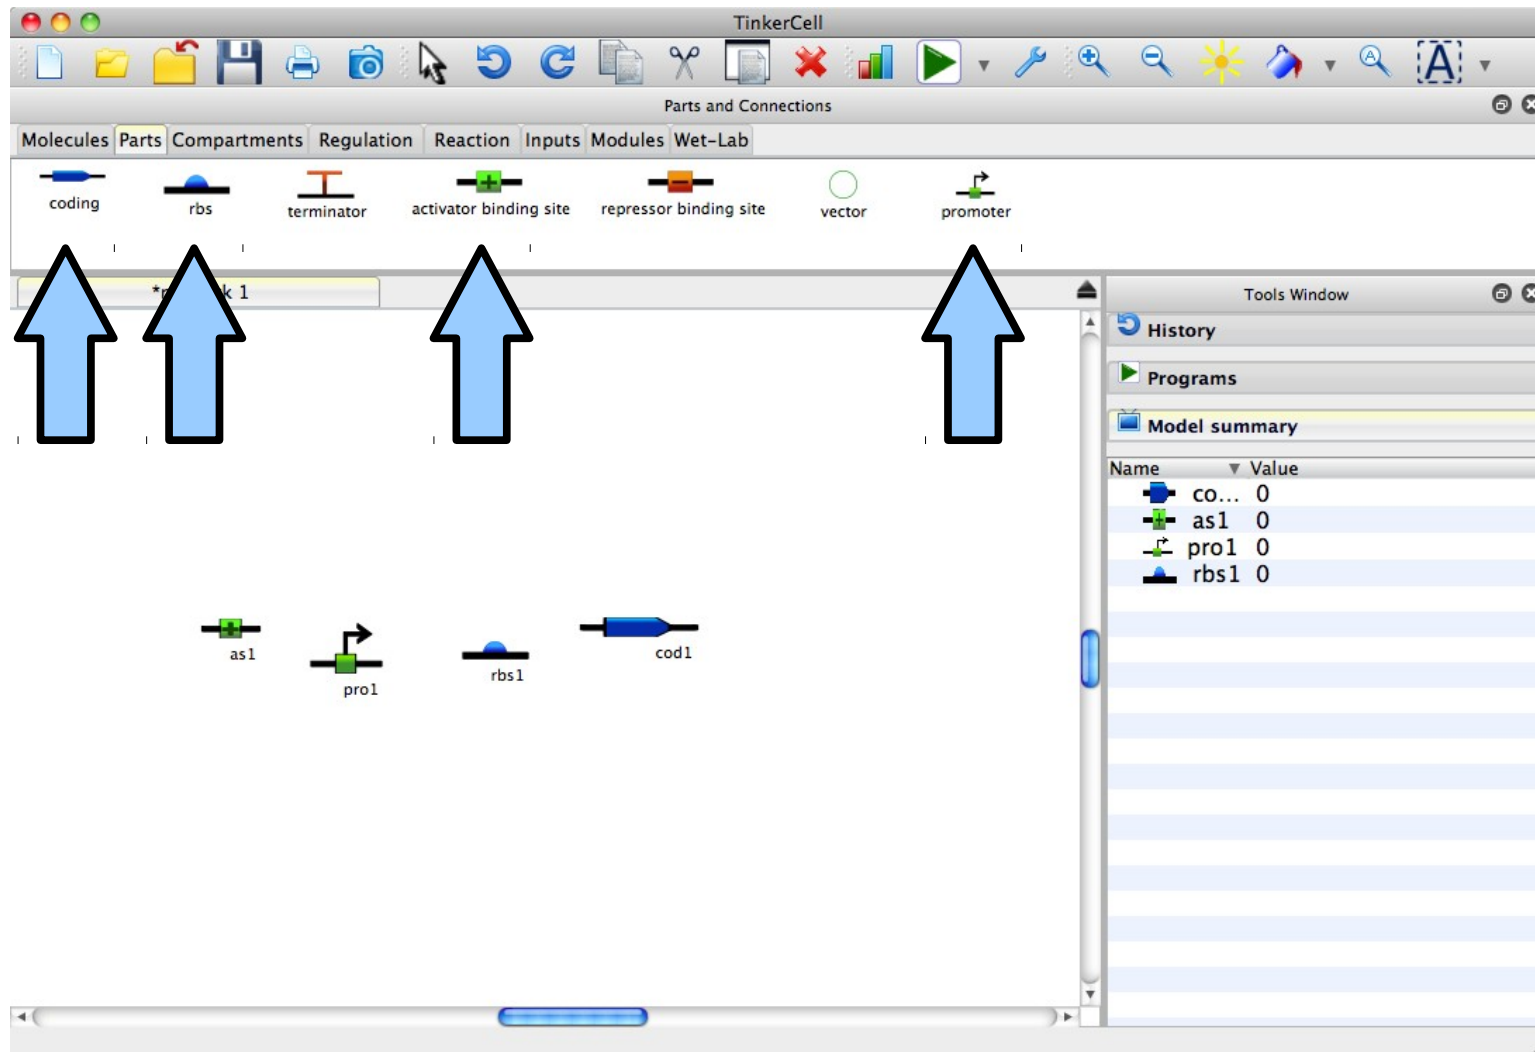 TinkerCell
A
Parts and Connections
Molecules Parts Compartments Regulation Reaction Inputs Modules Wet-Lab
coding rbs terminator activator binding site repressor binding site vector promoter
k 1
Tools Window
History
Programs
Model summary
Name Value
co... 0
as1 0
pro1 0
rbs1 0
as1
pro1
rbs1
cod1